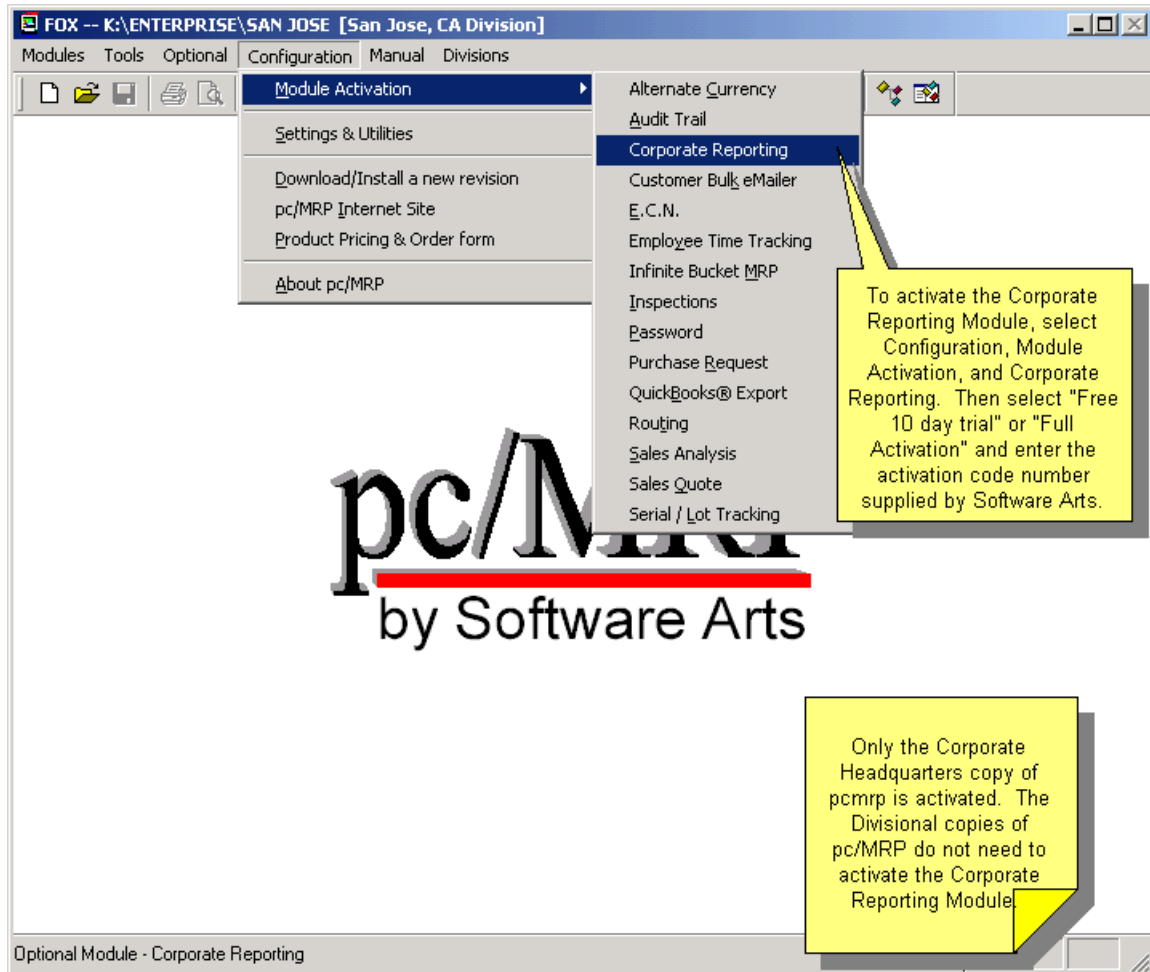 FOX -- K:\ENTERPRISE\SAN JOSE [San Jose, CA Division]
Modules Tools Optional Configuration Manual Divisions
Module Activation
Settings & Utilities
Download/Install a new revision
pc/MRP Internet Site
Product Pricing & Order form
About pc/MRP
Alternate Currency
Audit Trail
Corporate Reporting
Customer Bulk eMailer
E.C.N.
Employee Time Tracking
Infinite Bucket MRP
Inspections
Password
Purchase Request
QuickBooks® Export
Routing
Sales Analysis
Sales Quote
Serial / Lot Tracking
To activate the Corporate
Reporting Module, select
Configuration, Module
Activation, and Corporate
Reporting. Then select "Free
10 day trial" or "Full
Activation" and enter the
activation code number
supplied by Software Arts.
pc/MRP
by Software Arts
Only the Corporate
Headquarters copy of
pcmrp is activated. The
Divisional copies of
pc/MRP do not need to
activate the Corporate
Reporting Module.
Optional Module - Corporate Reporting